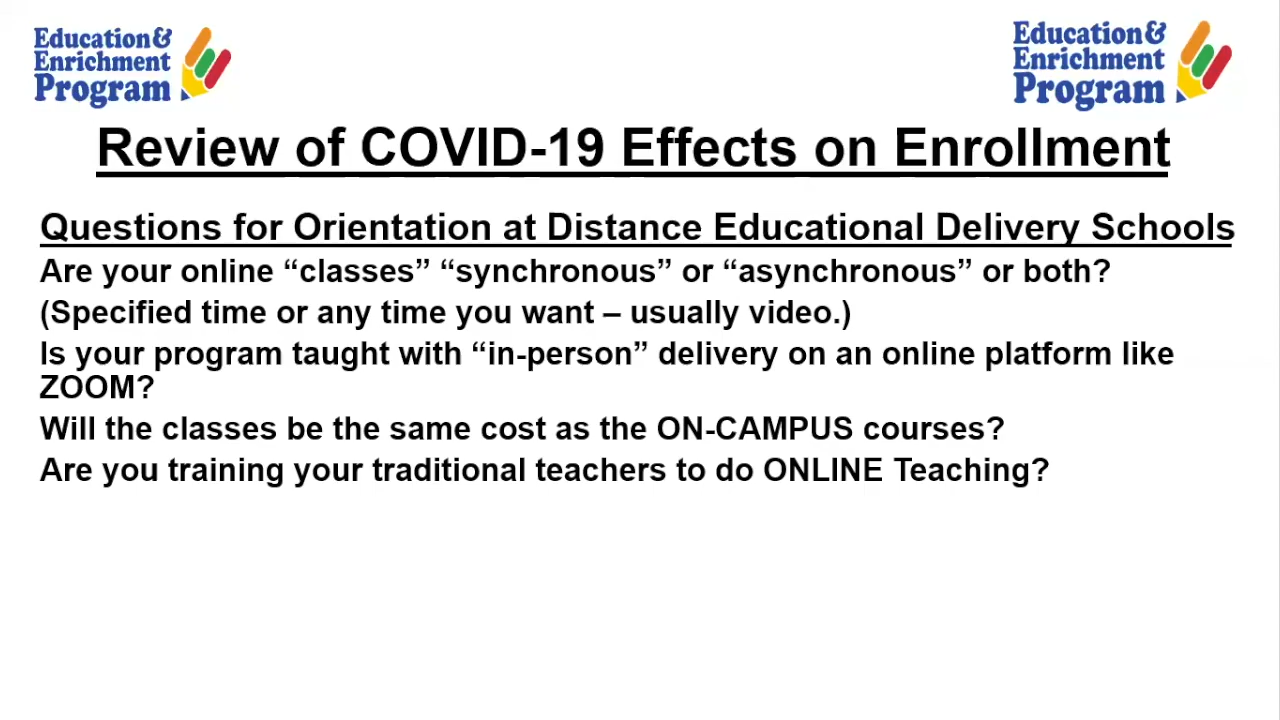 Education&
Enrichment
Program
Education&
Enrichment
Program
Review of COVID-19 Effects on Enrollment
Questions for Orientation at Distance Educational Delivery Schools
Are your online “classes” “synchronous” or “asynchronous” or both?
(Specified time or any time you want – usually video.)
Is your program taught with “in-person” delivery on an online platform like
ZOOM?
Will the classes be the same cost as the ON-CAMPUS courses?
Are you training your traditional teachers to do ONLINE Teaching?